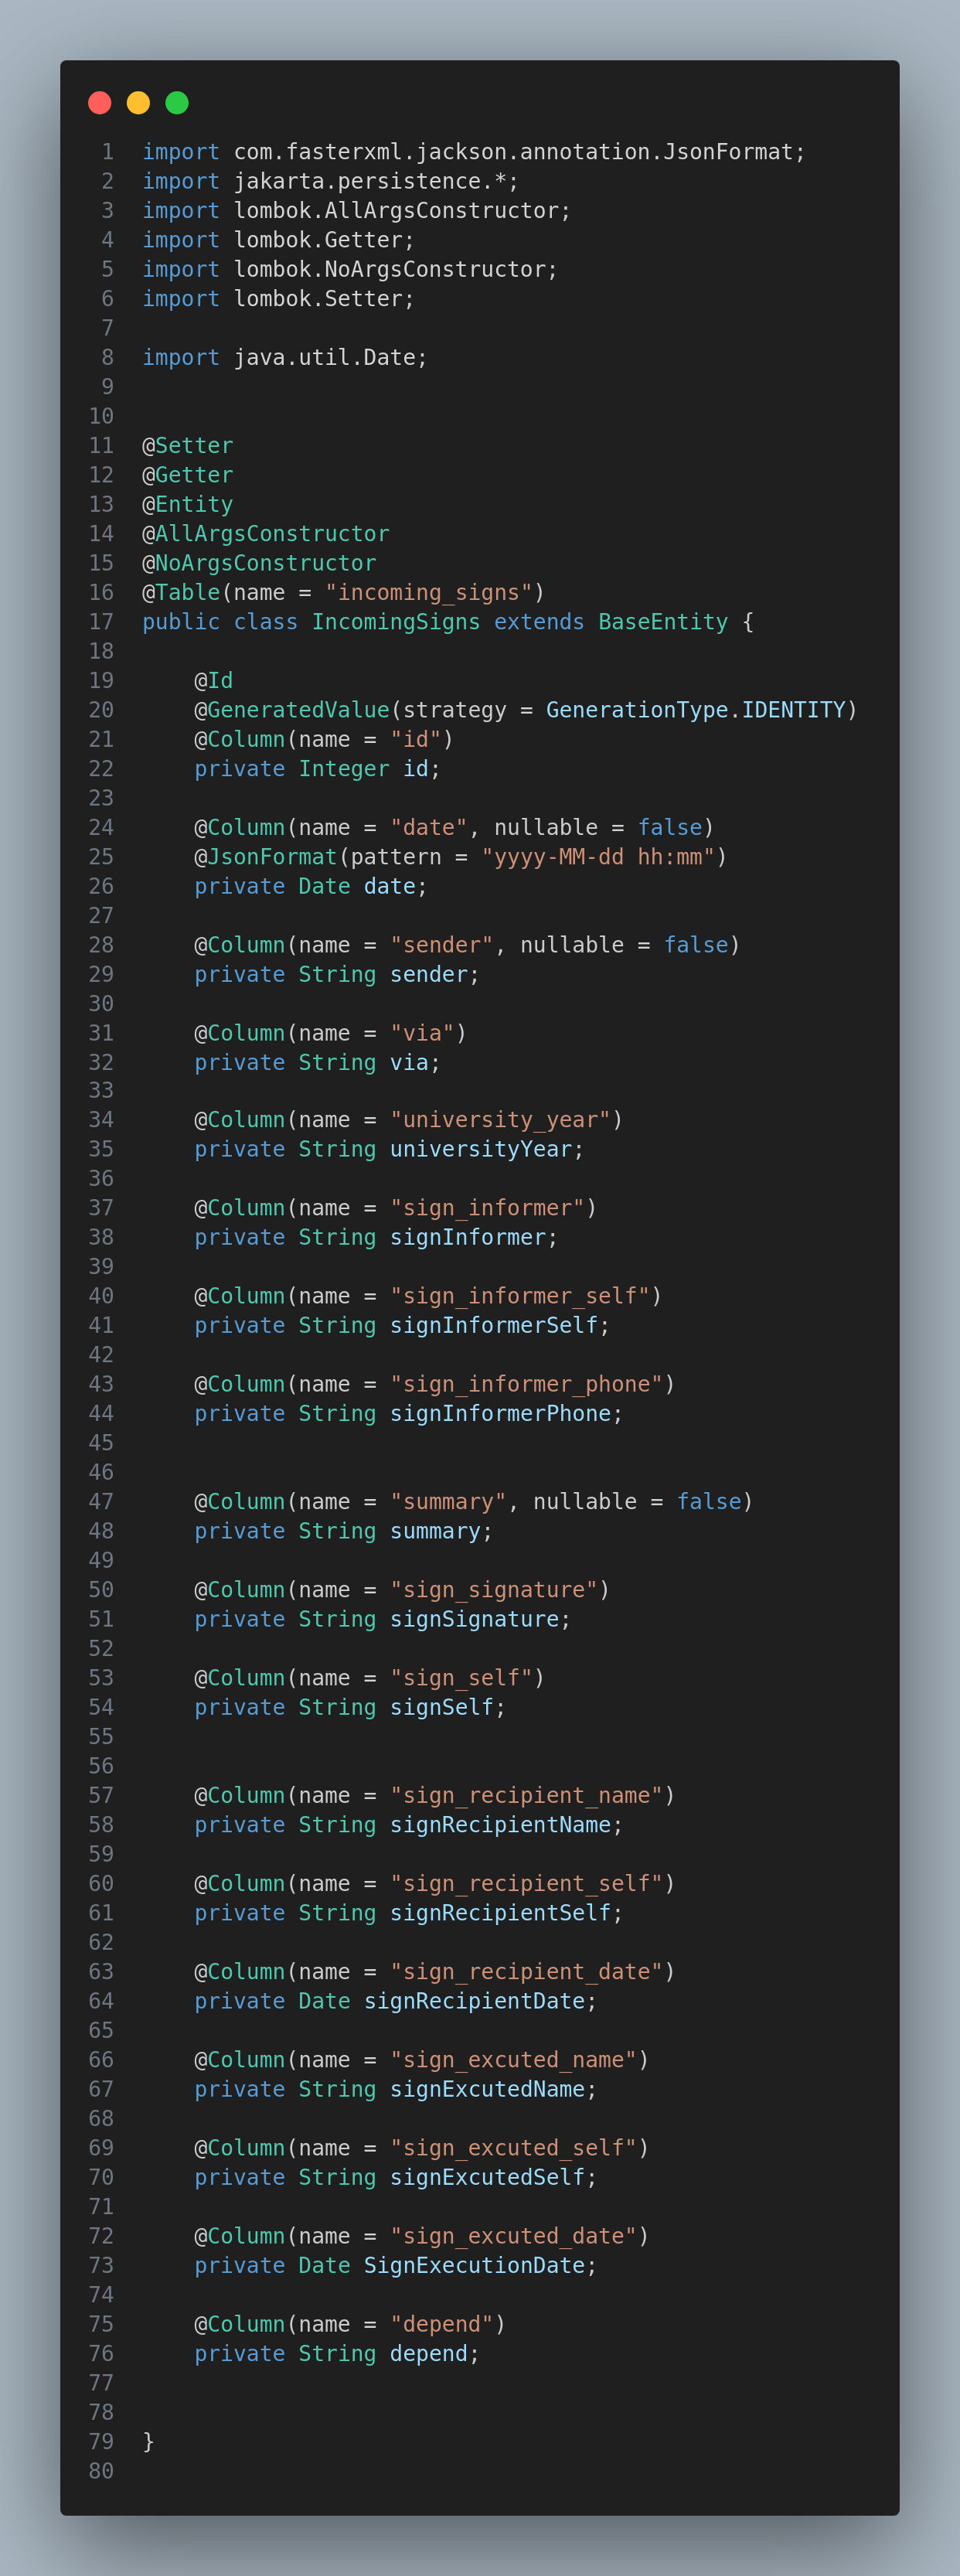 1 import com.fasterxml.jackson.annotation.JsonFormat;
2 import jakarta.persistence.*;
3 import lombok.AllArgsConstructor;
4 import lombok.Getter;
5 import lombok.NoArgsConstructor;
6 import lombok.Setter;
7
8 import java.util.Date;
9
10
11 @Setter
12 @Getter
13 @Entity
14 @AllArgsConstructor
15 @NoArgsConstructor
16 @Table(name = "incoming_signs")
17 public class IncomingSigns extends BaseEntity {
18
19     @Id
20     @GeneratedValue(strategy = GenerationType.IDENTITY)
21     @Column(name = "id")
22     private Integer id;
23
24     @Column(name = "date", nullable = false)
25     @JsonFormat(pattern = "yyyy-MM-dd hh:mm")
26     private Date date;
27
28     @Column(name = "sender", nullable = false)
29     private String sender;
30
31     @Column(name = "via")
32     private String via;
33
34     @Column(name = "university_year")
35     private String universityYear;
36
37     @Column(name = "sign_informer")
38     private String signInformer;
39
40     @Column(name = "sign_informer_self")
41     private String signInformerSelf;
42
43     @Column(name = "sign_informer_phone")
44     private String signInformerPhone;
45
46
47     @Column(name = "summary", nullable = false)
48     private String summary;
49
50     @Column(name = "sign_signature")
51     private String signSignature;
52
53     @Column(name = "sign_self")
54     private String signSelf;
55
56
57     @Column(name = "sign_recipient_name")
58     private String signRecipientName;
59
60     @Column(name = "sign_recipient_self")
61     private String signRecipientSelf;
62
63     @Column(name = "sign_recipient_date")
64     private Date signRecipientDate;
65
66     @Column(name = "sign_excuted_name")
67     private String signExcutedName;
68
69     @Column(name = "sign_excuted_self")
70     private String signExcutedSelf;
71
72     @Column(name = "sign_excuted_date")
73     private Date SignExecutionDate;
74
75     @Column(name = "depend")
76     private String depend;
77
78
79 }
80